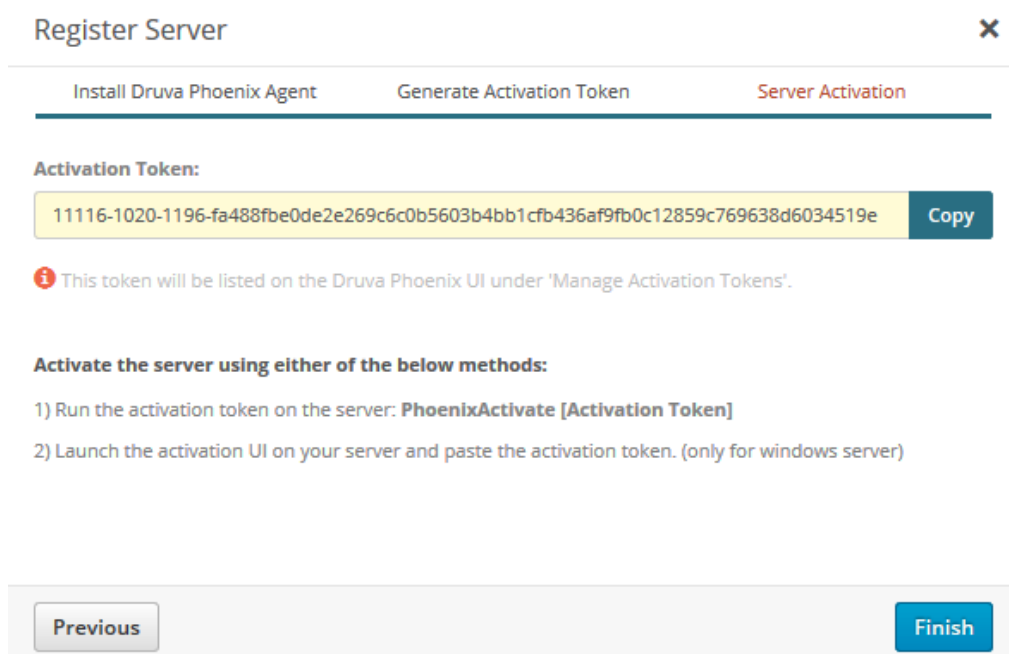 Register Server
Install Druva Phoenix Agent
Generate Activation Token
Server Activation
Activation Token:
11116-1020-1196-fa488fbe0de2e269c6c0b5603b4bb1cfb436af9fb0c12859c769638d6034519e
Copy
This token will be listed on the Druva Phoenix UI under 'Manage Activation Tokens'.
Activate the server using either of the below methods:
1) Run the activation token on the server: PhoenixActivate [Activation Token]
2) Launch the activation UI on your server and paste the activation token. (only for windows server)
Previous
Finish